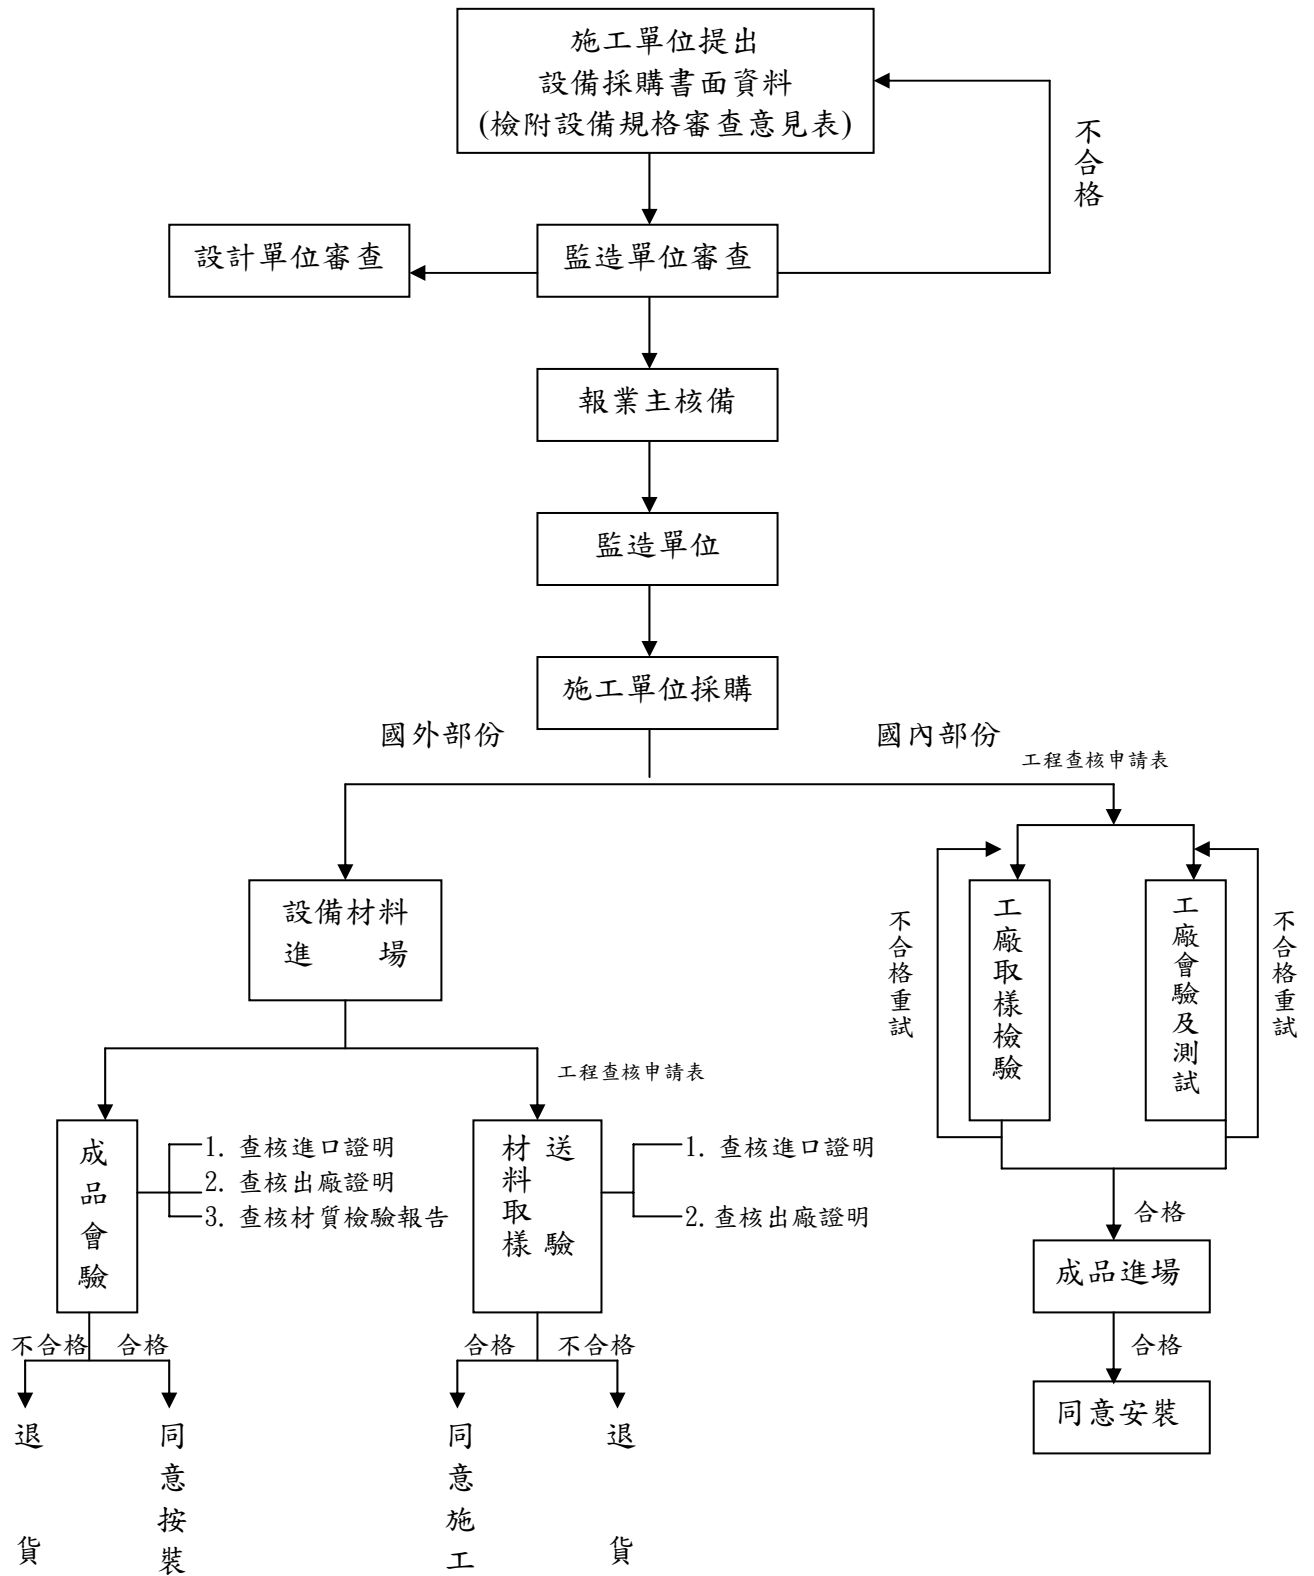 施工單位提出
設備採購書面資料
(檢附設備規格審查意見表)
不合格
設計單位審查
監造單位審查
報業主核備
監造單位
施工單位採購
國外部份
國內部份
工程查核申請表
設備材料
進 場
不合格重試
工廠取樣檢驗
工廠會驗及測試
不合格重試
工程查核申請表
成品會驗
1. 查核進口證明
2. 查核出廠證明
3. 查核材質檢驗報告
材料取樣
送驗
1. 查核進口證明
2. 查核出廠證明
合格
成品進場
合格
同意安裝
不合格
合格
合格
不合格
退貨
同意按裝
同意施工
退貨